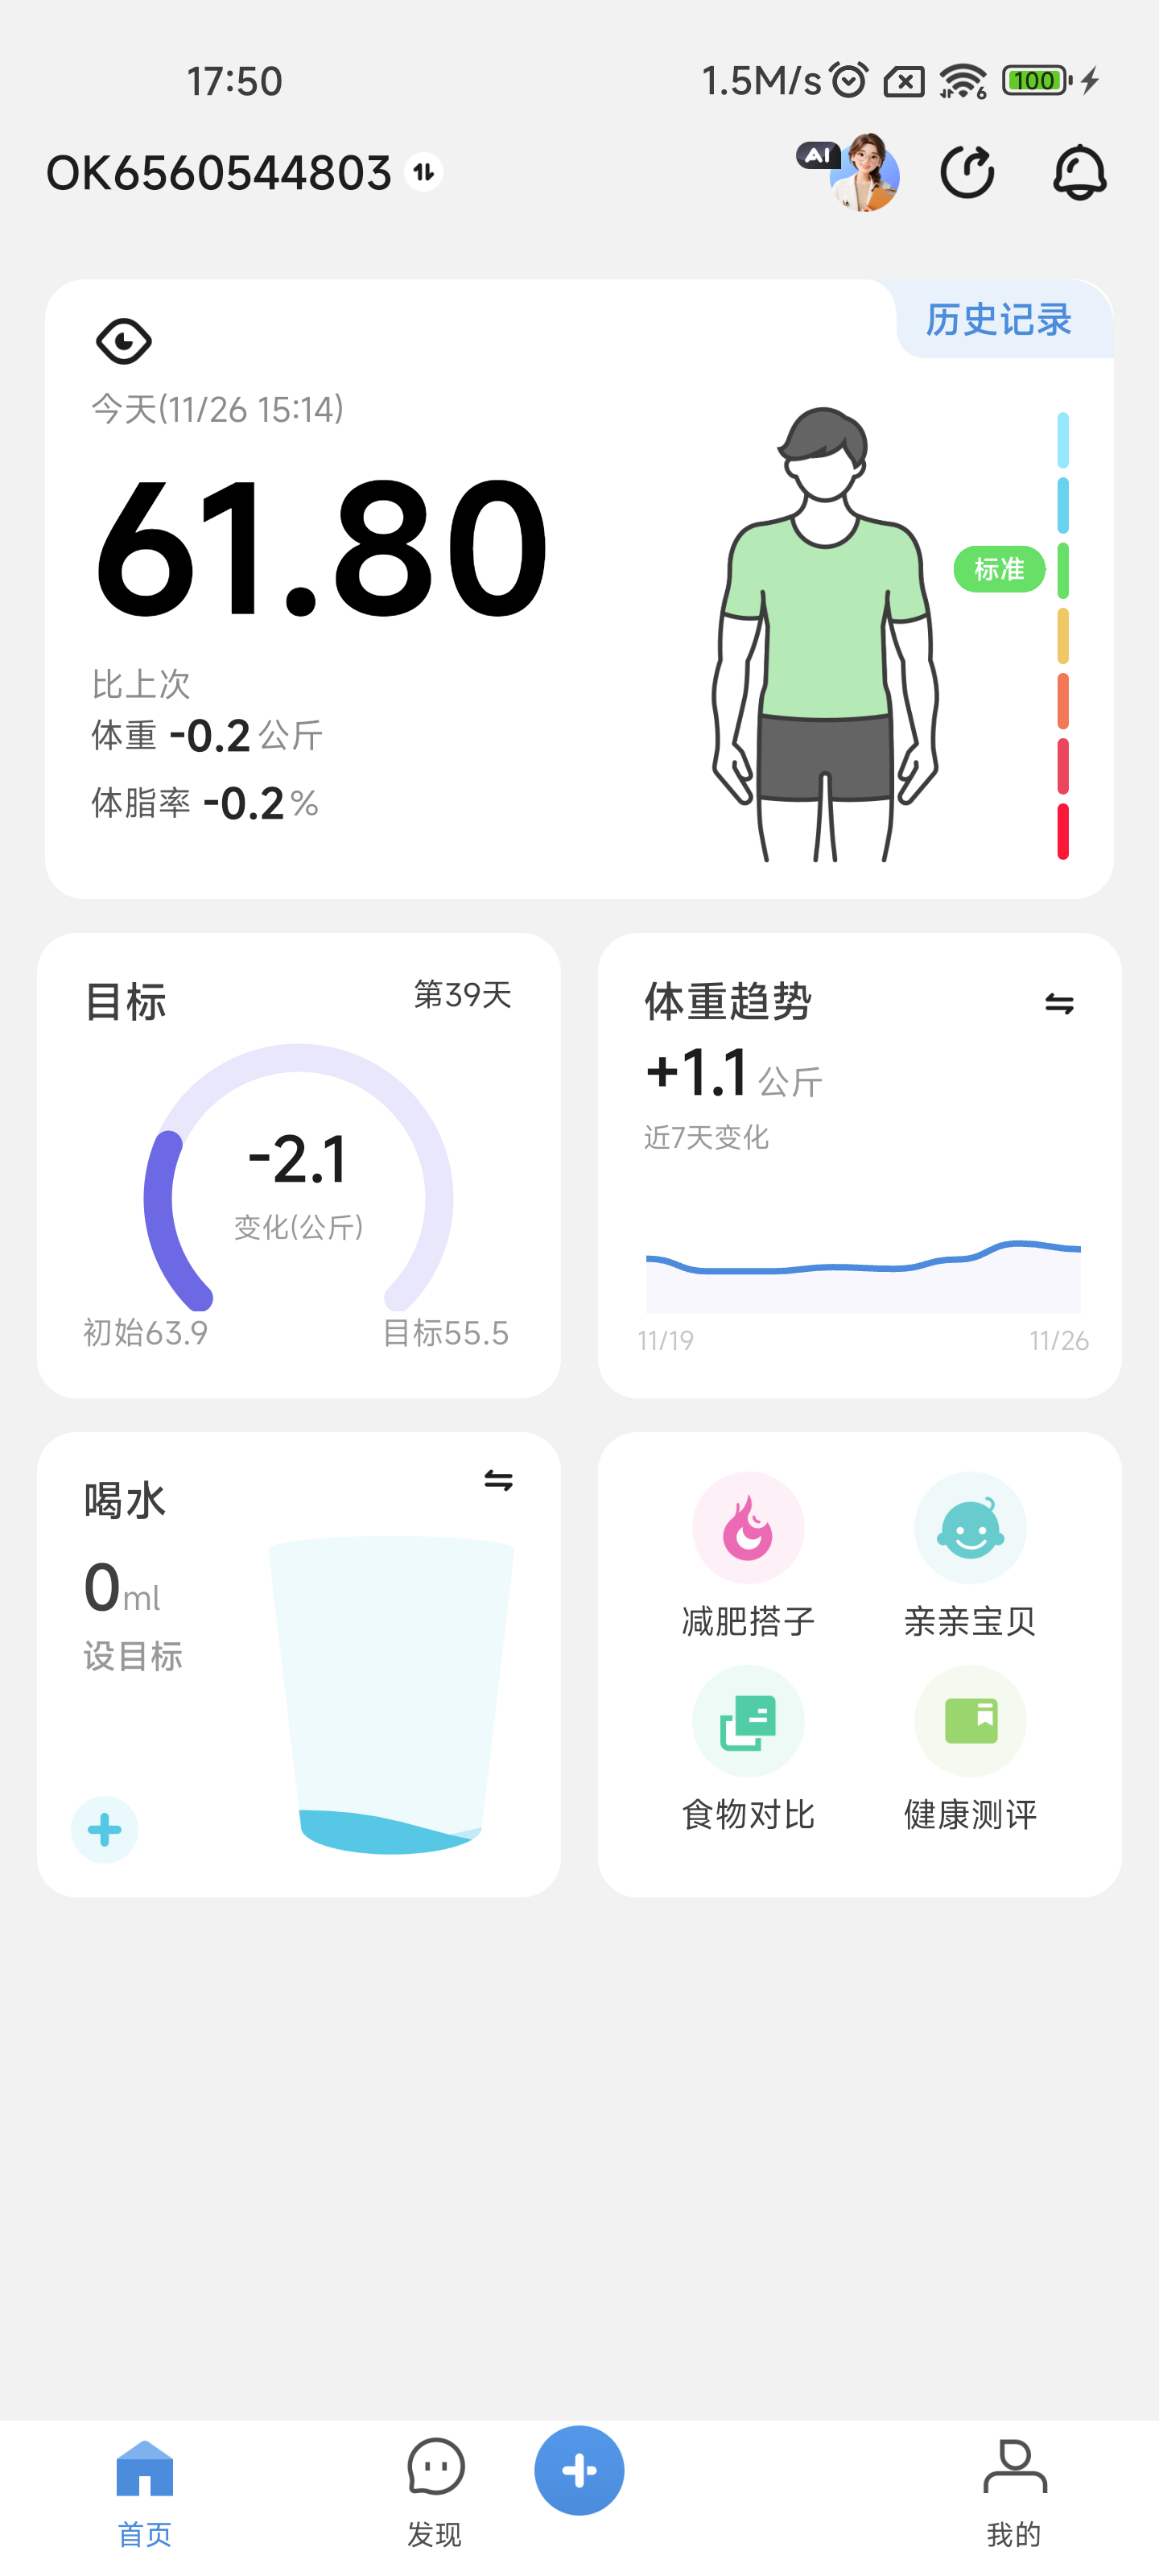 17:50
1.5M/s
6
100
OK6560544803
AI
历史记录
今天(11/26 15:14)
61.80
标准
比上次
体重 -0.2 公斤
体脂率 -0.2 %
目标
第39天
-2.1
变化(公斤)
初始63.9
目标55.5
体重趋势
+1.1 公斤
近7天变化
11/19
11/26
喝水
0ml
设目标
减肥搭子
亲亲宝贝
食物对比
健康测评
首页
发现
我的